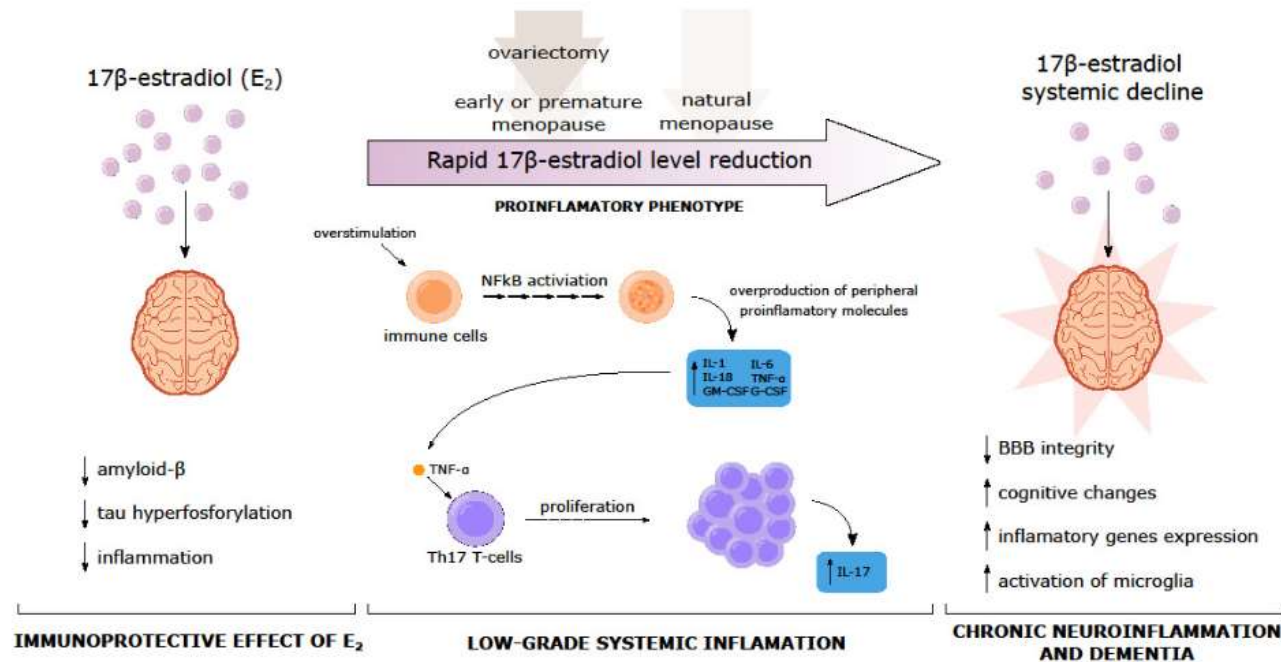 17β-estradiol (E₂)
amyloid-β
tau hyperfosforylation
inflammation
IMMUNOPROTECTIVE EFFECT OF E₂
ovariectomy
early or premature
menopause
natural
menopause
Rapid 17β-estradiol level reduction
PROINFLAMATORY PHENOTYPE
overstimulation
immune cells
NFkB activiation
overproduction of peripheral
proinflamatory molecules
IL-1 IL-6
IL-18 TNF-α
GM-CSF G-CSF
TNF-α
Th17 T-cells
proliferation
IL-17
LOW-GRADE SYSTEMIC INFLAMATION
17β-estradiol
systemic decline
BBB integrity
cognitive changes
inflamatory genes expression
activation of microglia
CHRONIC NEUROINFLAMMATION
AND DEMENTIA